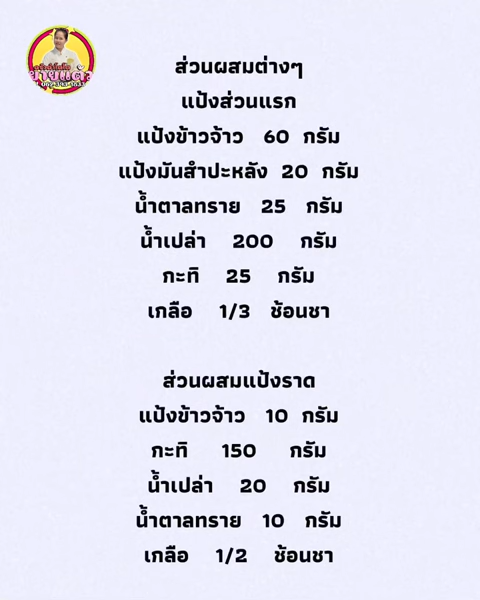 ยายแต๋ว
ส่วนผสมต่างๆ
แป้งส่วนแรก
แป้งข้าวจ้าว 60 กรัม
แป้งมันสำปะหลัง 20 กรัม
น้ำตาลทราย 25 กรัม
น้ำเปล่า 200 กรัม
กะทิ 25 กรัม
เกลือ 1/3 ช้อนชา
ส่วนผสมแป้งราด
แป้งข้าวจ้าว 10 กรัม
กะทิ 150 กรัม
น้ำเปล่า 20 กรัม
น้ำตาลทราย 10 กรัม
เกลือ 1/2 ช้อนชา